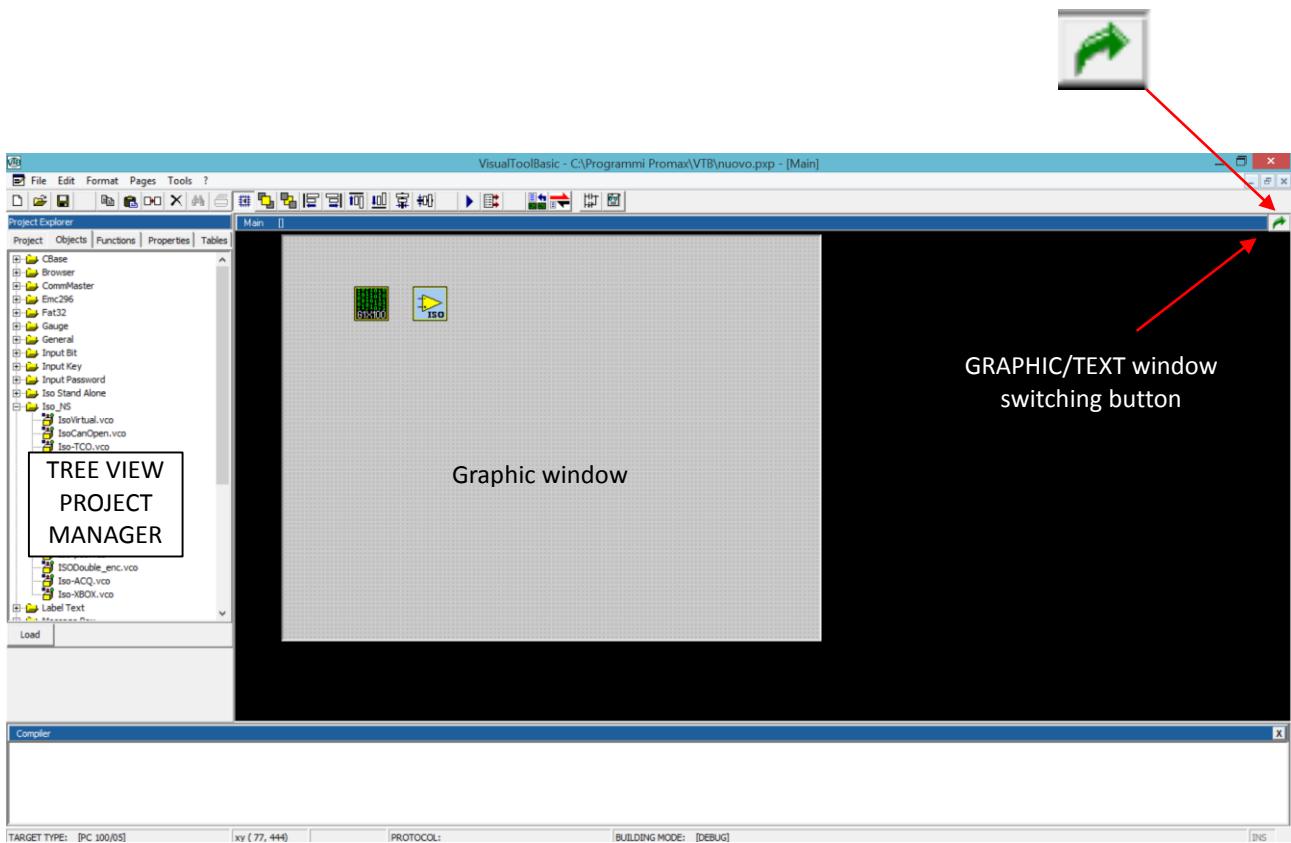 VTB
VisualToolBasic - C:\Programmi Promax\VTB\nuovo.pxp - [Main]
File Edit Format Pages Tools ?
Project Explorer
Main []
Project Objects Functions Properties Tables
CBase
Browser
CommMaster
Emc296
Fat32
Gauge
General
Input Bit
Input Key
Input Password
Iso Stand Alone
Iso_NS
IsoVirtual.vco
IsoCanOpen.vco
Iso-TCO.vco
TREE VIEW
PROJECT
MANAGER
ISODouble_enc.vco
Iso-ACQ.vco
Iso-XBOX.vco
Label Text
Load
61X100
ISO
Graphic window
GRAPHIC/TEXT window
switching button
Compiler
X
TARGET TYPE: [PC 100/05] xy ( 77, 444) PROTOCOL: BUILDING MODE: [DEBUG] INS